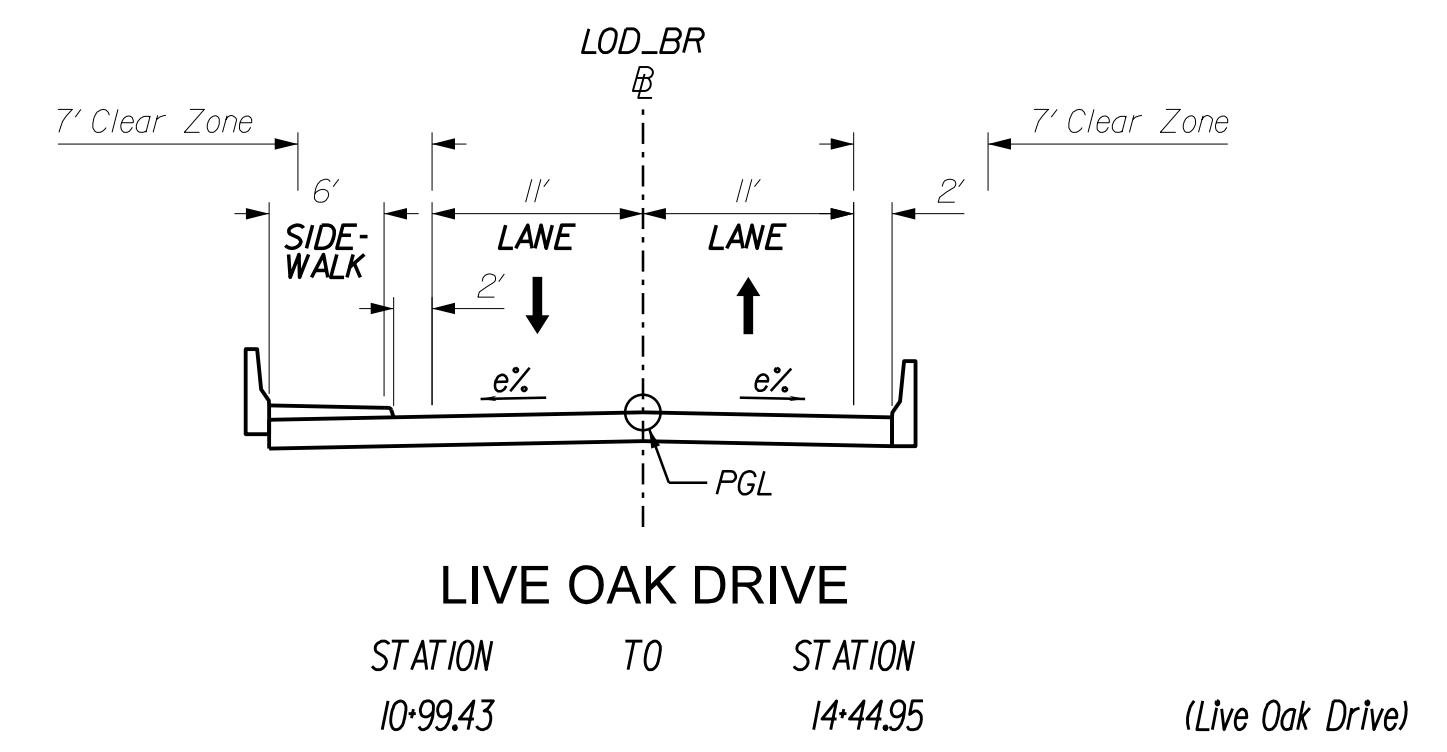 LOD_BR
℄
7' Clear Zone
7' Clear Zone
6'
11'
11'
2'
SIDE-
WALK
LANE
LANE
2'
e%
e%
PGL
LIVE OAK DRIVE
STATION TO STATION
10+99.43 14+44.95 (Live Oak Drive)